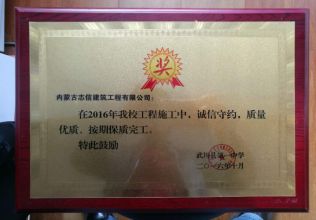 奖
内蒙古志信建筑工程有限公司：
在2016年我校工程施工中，诚信守约，质量
优质、按期保质完工。
特此鼓励
武川县第一中学
二〇一六年十月